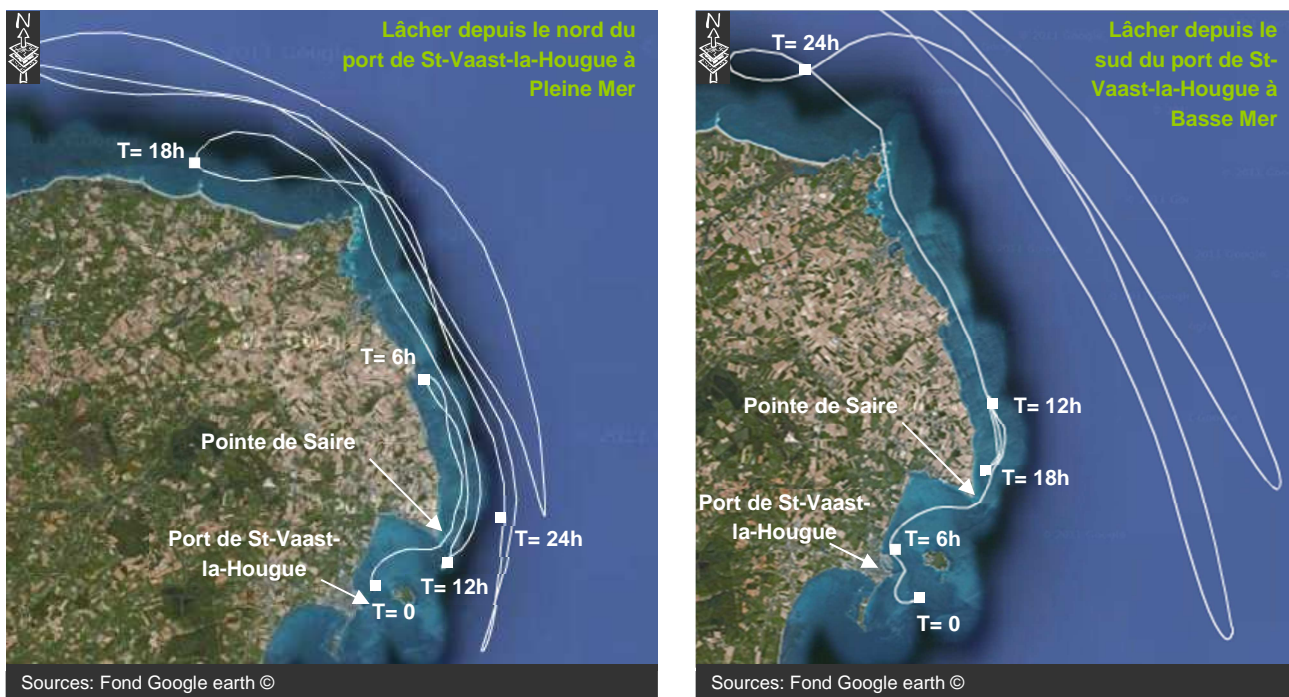 N
Lâcher depuis le nord du
port de St-Vaast-la-Hougue à
Pleine Mer
T= 18h
T= 6h
Pointe de Saire
Port de St-Vaast-
la-Hougue
T= 24h
T= 12h
T= 0
Sources: Fond Google earth ©
N
Lâcher depuis le
sud du port de St-
Vaast-la-Hougue à
Basse Mer
T= 24h
T= 12h
Pointe de Saire
T= 18h
Port de St-Vaast-
la-Hougue
T= 6h
T= 0
Sources: Fond Google earth ©